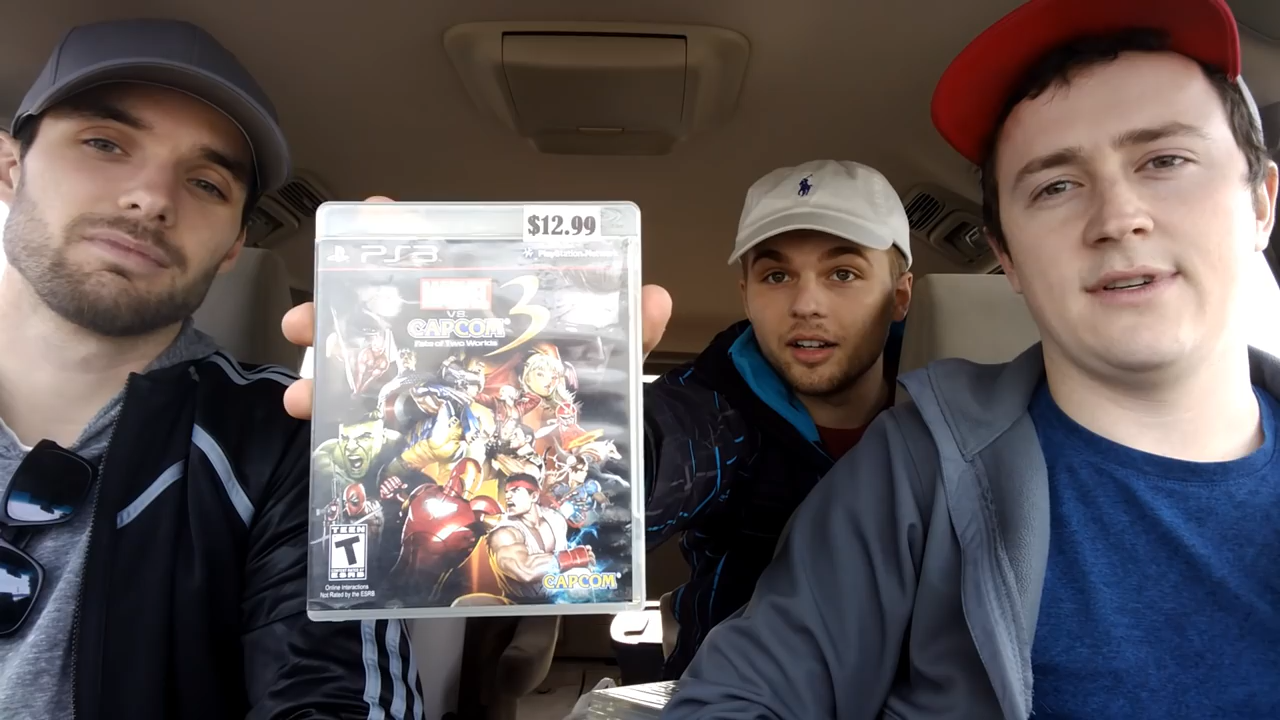 $12.99
PS3
PlayStation Network
MARVEL
VS.
CAPCOM 3
Fate of Two Worlds
TEEN
T
ESRB
Online Interactions
Not Rated by the ESRB
CAPCOM